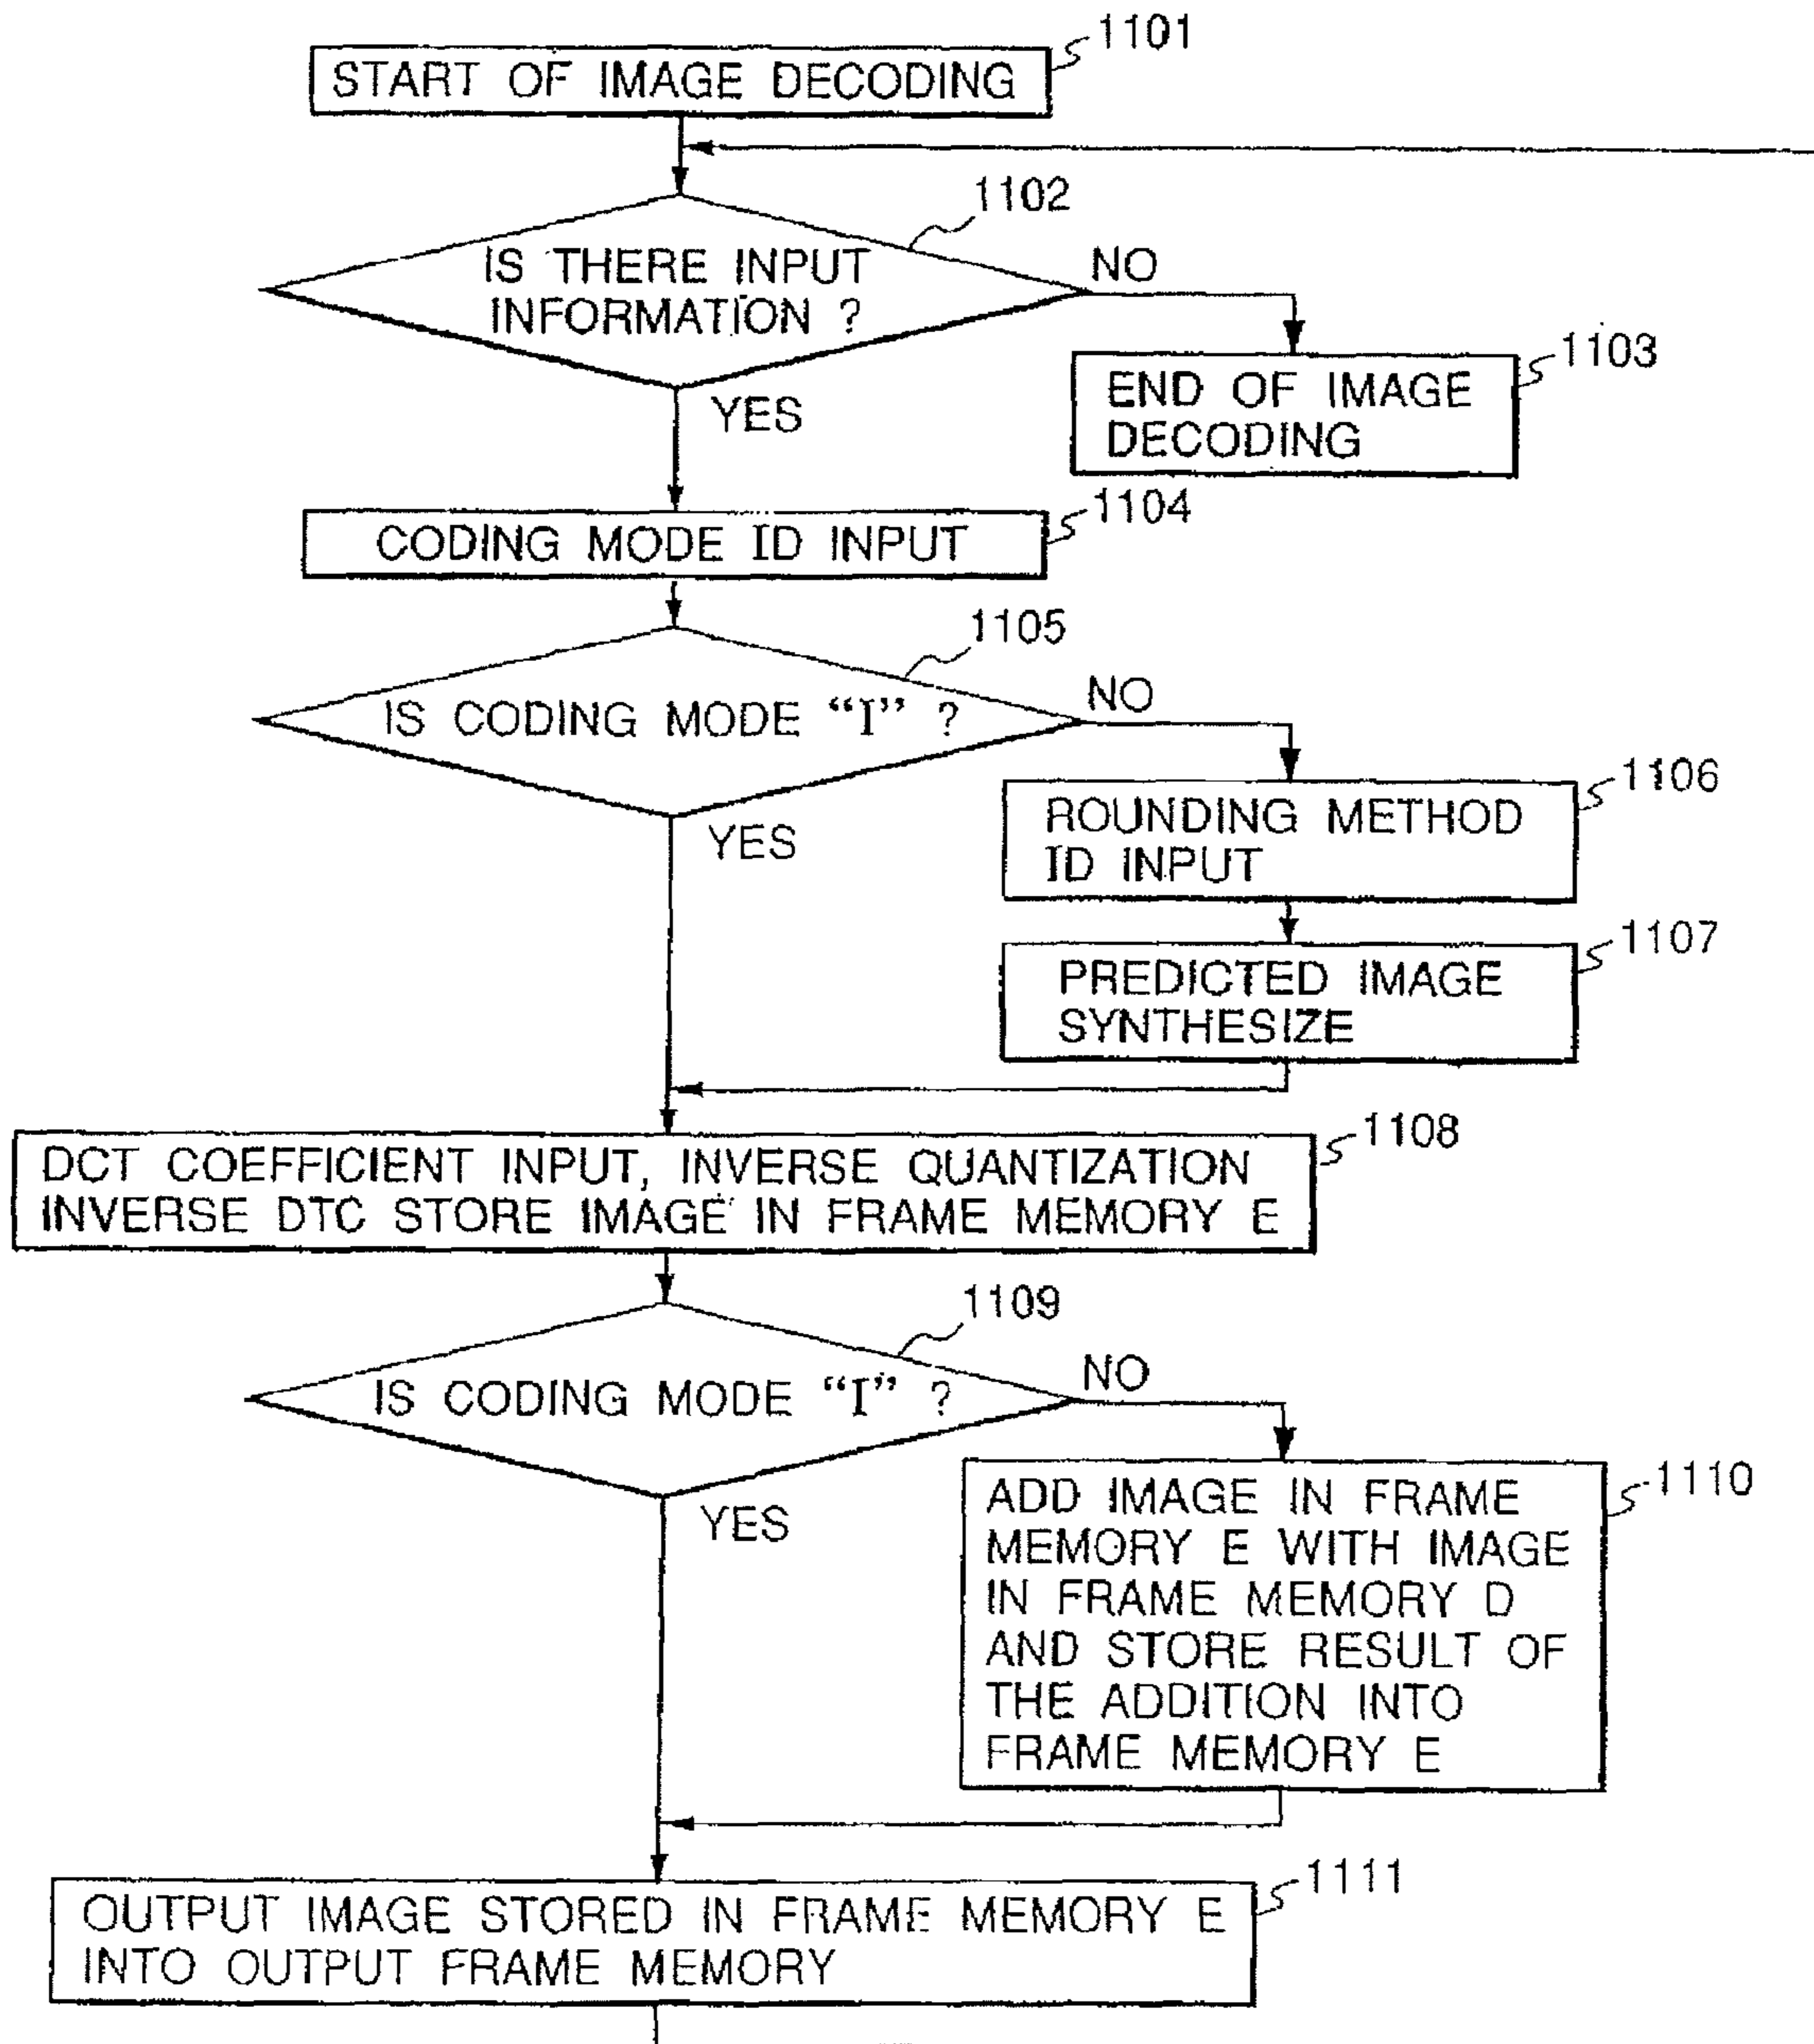 1101
START OF IMAGE DECODING
1102
IS THERE INPUT
INFORMATION ?
NO
YES
1103
END OF IMAGE
DECODING
1104
CODING MODE ID INPUT
1105
IS CODING MODE “I” ?
NO
YES
1106
ROUNDING METHOD
ID INPUT
1107
PREDICTED IMAGE
SYNTHESIZE
1108
DCT COEFFICIENT INPUT, INVERSE QUANTIZATION
INVERSE DTC STORE IMAGE IN FRAME MEMORY E
1109
IS CODING MODE “I” ?
NO
YES
1110
ADD IMAGE IN FRAME
MEMORY E WITH IMAGE
IN FRAME MEMORY D
AND STORE RESULT OF
THE ADDITION INTO
FRAME MEMORY E
1111
OUTPUT IMAGE STORED IN FRAME MEMORY E
INTO OUTPUT FRAME MEMORY